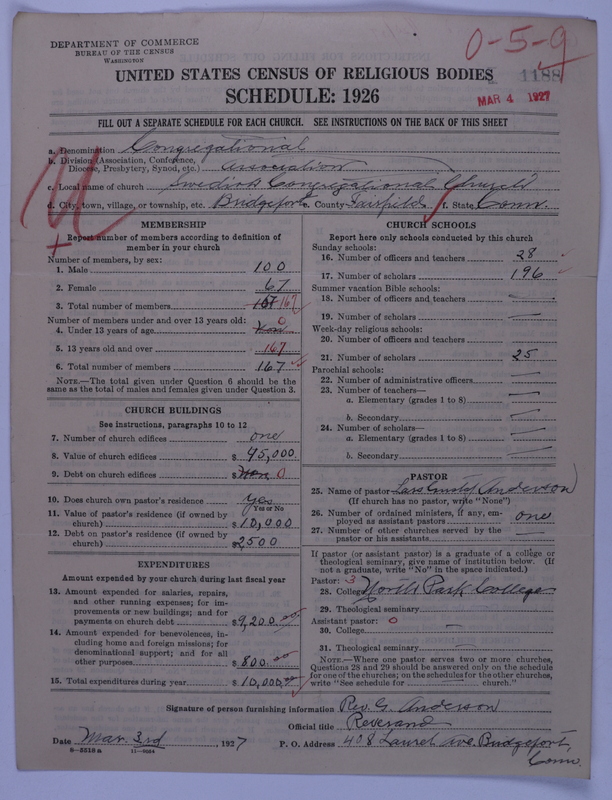 DEPARTMENT OF COMMERCE
BUREAU OF THE CENSUS
WASHINGTON
0-5-9
1188
MAR 4 1927
UNITED STATES CENSUS OF RELIGIOUS BODIES
SCHEDULE: 1926
FILL OUT A SEPARATE SCHEDULE FOR EACH CHURCH. SEE INSTRUCTIONS ON THE BACK OF THIS SHEET
a. Denomination Congregational
b. Division (Association, Conference, Diocese, Presbytery, Synod, etc.) Association
c. Local name of church Swedish Congregational Church
d. City, town, village, or township, etc. Bridgeport e. County Fairfield f. State Conn.
MEMBERSHIP
Report number of members according to definition of
member in your church
Number of members, by sex:
1. Male 100
2. Female 67
3. Total number of members 167 167
Number of members under and over 13 years old:
4. Under 13 years of age Non 0
5. 13 years old and over 167
6. Total number of members 167
NOTE.—The total given under Question 6 should be the
same as the total of males and females given under Question 3.
CHURCH BUILDINGS
See instructions, paragraphs 10 to 12
7. Number of church edifices one
8. Value of church edifices $ 45,000
9. Debt on church edifices $ Non 0
10. Does church own pastor's residence Yes
Yes or No
11. Value of pastor's residence (if owned by
church) $ 10,000
12. Debt on pastor's residence (if owned by
church) $ 2500
EXPENDITURES
Amount expended by your church during last fiscal year
13. Amount expended for salaries, repairs,
and other running expenses; for im-
provements or new buildings; and for
payments on church debt $ 9,200.00
14. Amount expended for benevolences, in-
cluding home and foreign missions; for
denominational support; and for all
other purposes $ 800.00
15. Total expenditures during year $ 10,000.00
CHURCH SCHOOLS
Report here only schools conducted by this church
Sunday schools:
16. Number of officers and teachers 28
17. Number of scholars 196
Summer vacation Bible schools:
18. Number of officers and teachers
19. Number of scholars
Week-day religious schools:
20. Number of officers and teachers
21. Number of scholars 25
Parochial schools:
22. Number of administrative officers
23. Number of teachers—
a. Elementary (grades 1 to 8)
b. Secondary
24. Number of scholars—
a. Elementary (grades 1 to 8)
b. Secondary
PASTOR
25. Name of pastor Anderson
(If church has no pastor, write "None")
26. Number of ordained ministers, if any, em-
ployed as assistant pastors one
27. Number of other churches served by the
pastor or his assistants
If pastor (or assistant pastor) is a graduate of a college or
theological seminary, give name of institution below. (If
not a graduate, write "No" in the space indicated.)
Pastor: 3
28. College North Park College
29. Theological seminary
Assistant pastor: 0
30. College
31. Theological seminary
NOTE.—Where one pastor serves two or more churches,
Questions 28 and 29 should be answered only on the schedule
for one of the churches; on the schedules for the other churches,
write "See schedule for church."
Signature of person furnishing information Rev. G. Anderson
Official title Reverand
Date Mar. 3rd, 1927 P. O. Address 408 Laurel Ave. Bridgeport,
Conn.
8-5518a